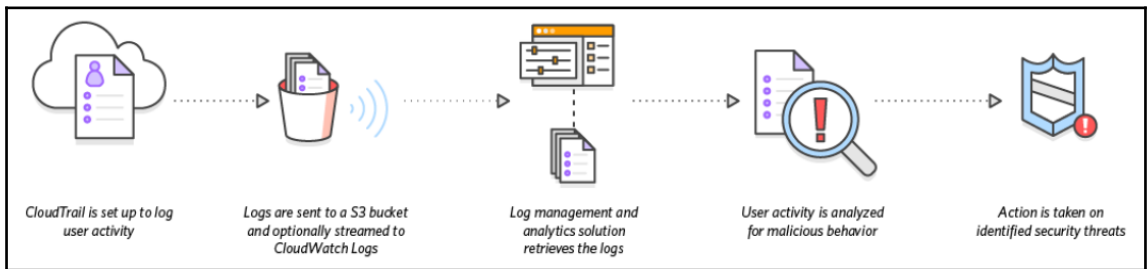 CloudTrail is set up to log
user activity
Logs are sent to a S3 bucket
and optionally streamed to
CloudWatch Logs
Log management and
analytics solution
retrieves the logs
User activity is analyzed
for malicious behavior
Action is taken on
identified security threats